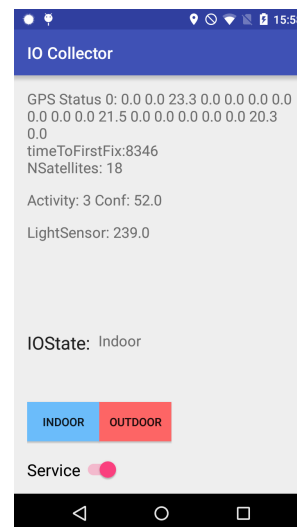 15:5
IO Collector
GPS Status 0: 0.0 0.0 23.3 0.0 0.0 0.0 0.0
0.0 0.0 0.0 21.5 0.0 0.0 0.0 0.0 0.0 20.3
0.0
timeToFirstFix:8346
NSatellites: 18
Activity: 3 Conf: 52.0
LightSensor: 239.0
IOState: Indoor
INDOOR OUTDOOR
Service